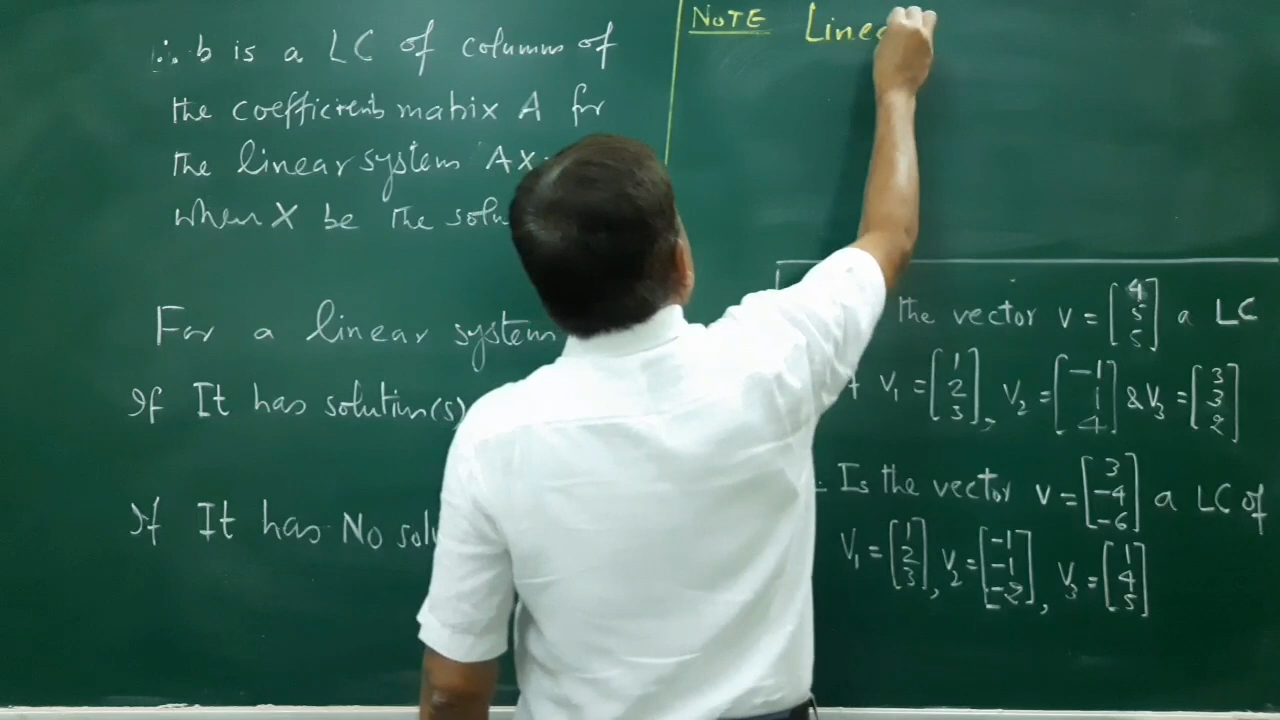 ∴ b is a LC of columns of
the coefficients matrix A for
the linear system AX
when X be the solu
For a linear system
If It has solution(s)
If It has No solu
NOTE Linea
the vector v = [4 5 5] a LC
v₁ = [1 2 3], v₂ = [-1 1 4] & v₃ = [3 3 2]
Is the vector v = [3 -4 -6] a LC of
v₁ = [1 2 3], v₂ = [-1 -1 -2], v₃ = [1 4 5]